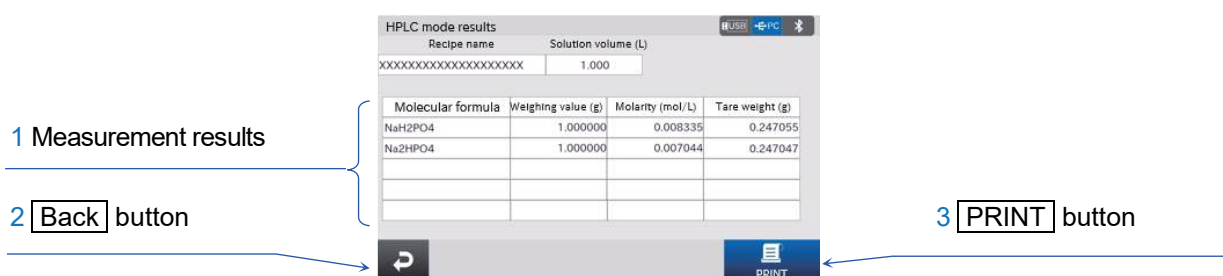 HPLC mode results
USB PC
Recipe name Solution volume (L)
XXXXXXXXXXXXXXXXXXXX 1.000
Molecular formula Weighing value (g) Molarity (mol/L) Tare weight (g)
NaH2PO4 1.000000 0.008335 0.247055
Na2HPO4 1.000000 0.007044 0.247047
1 Measurement results
2 Back button
3 PRINT button
PRINT